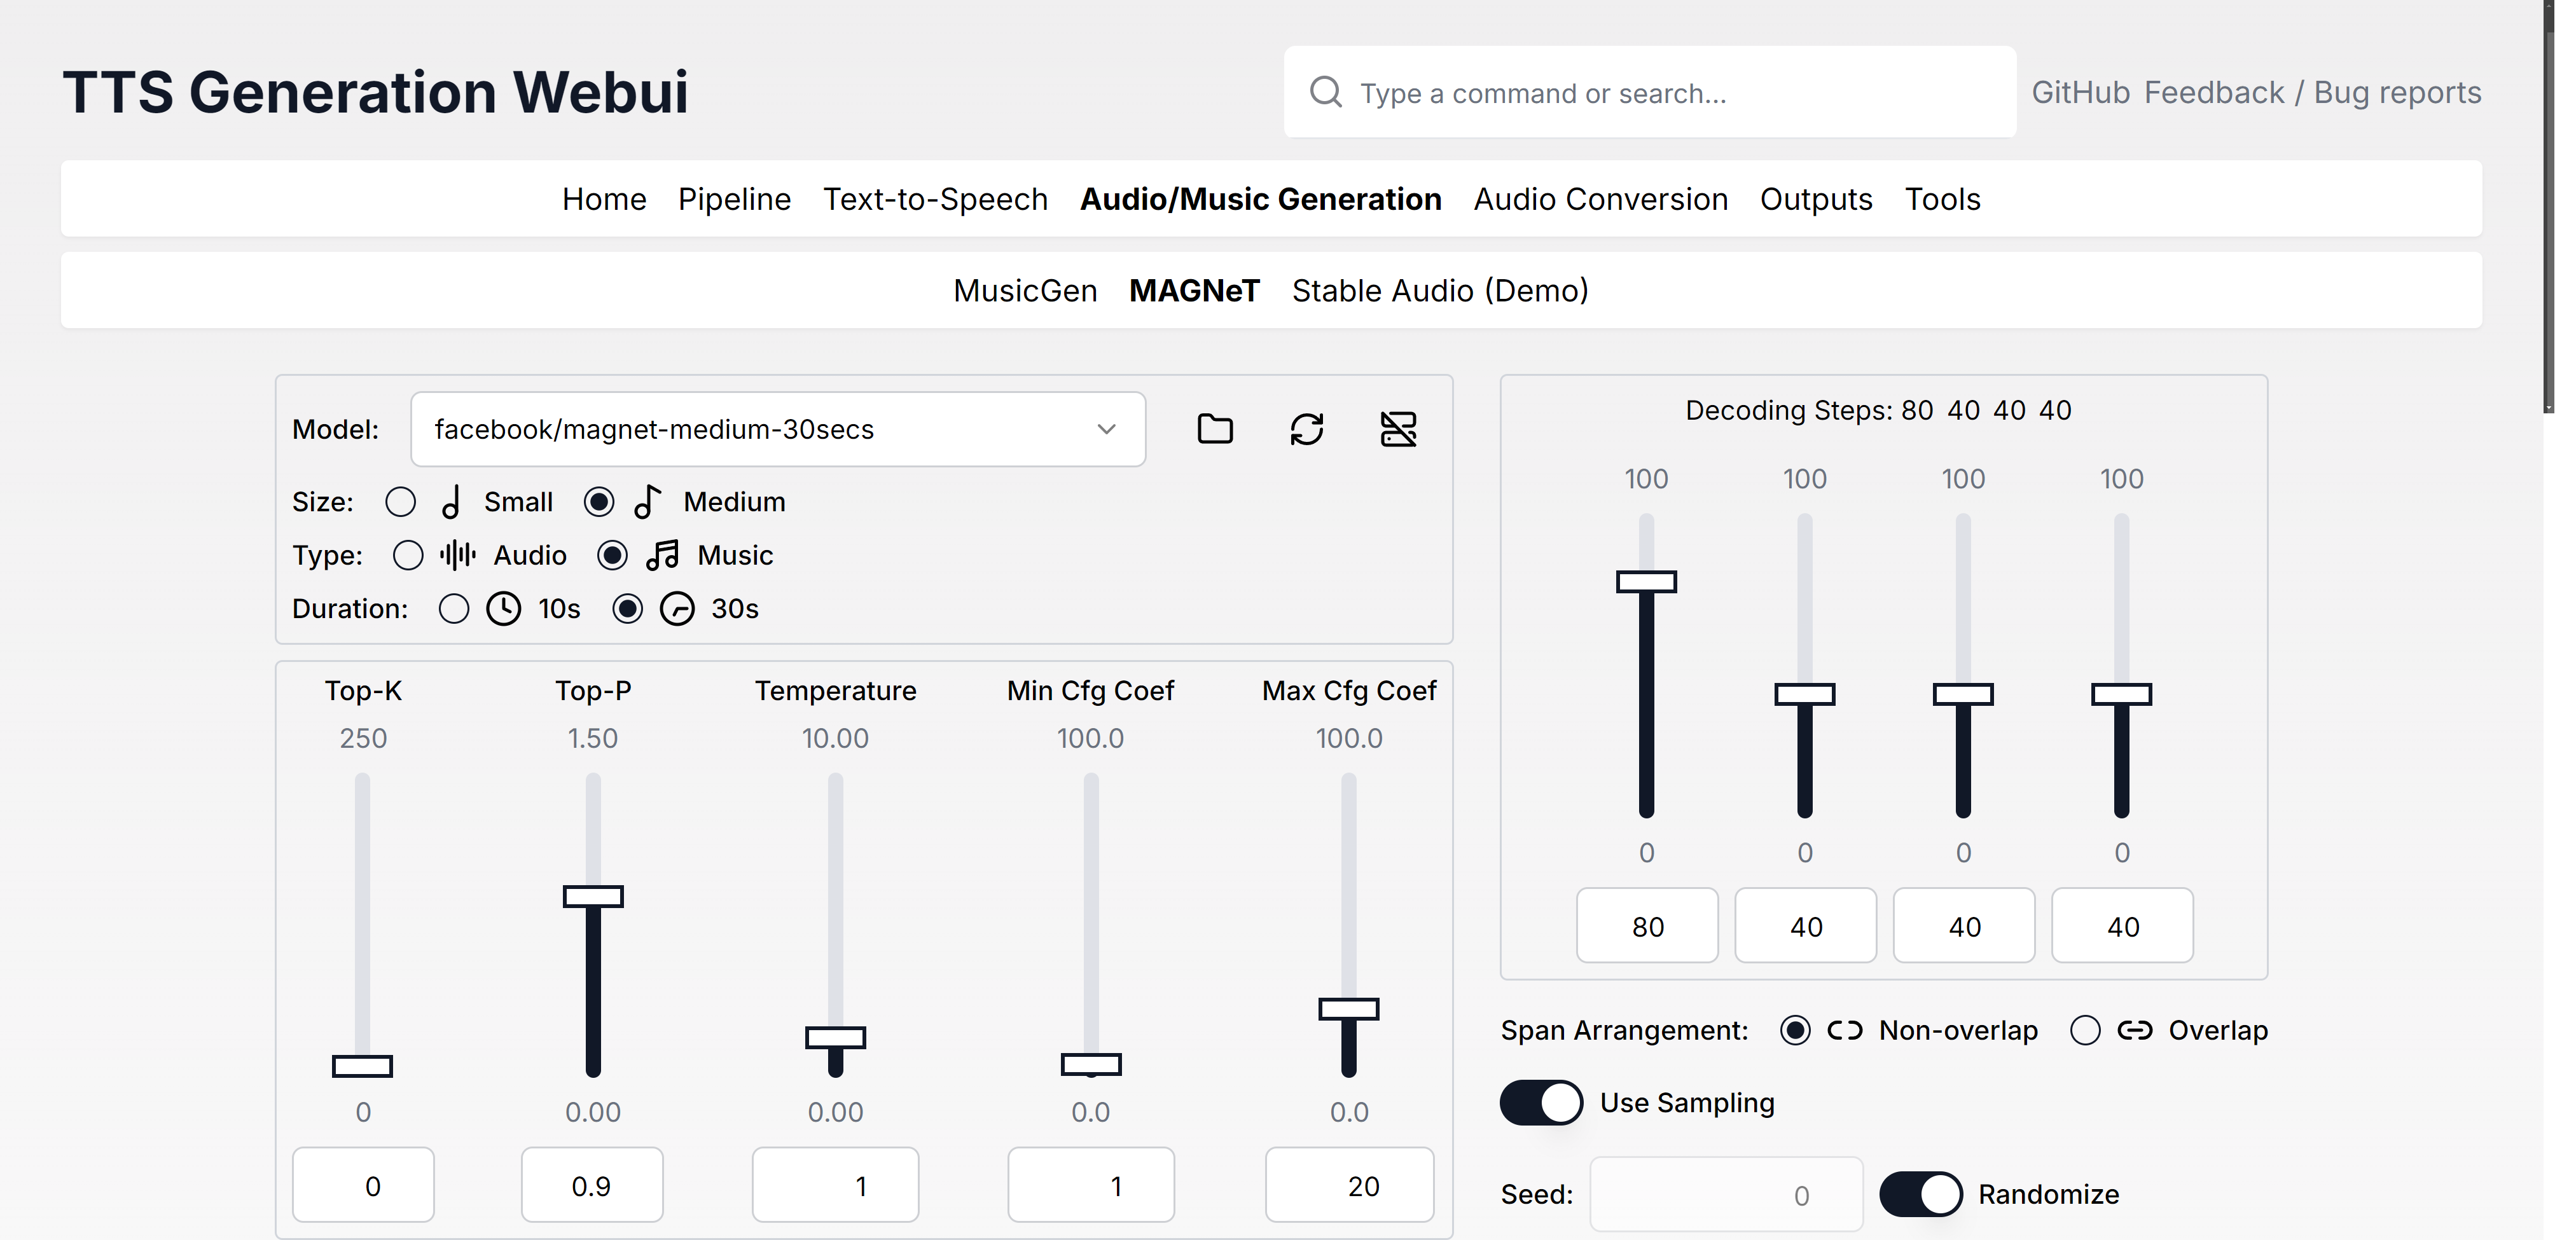 TTS Generation Webui
Type a command or search...
GitHub Feedback / Bug reports
Home Pipeline Text-to-Speech Audio/Music Generation Audio Conversion Outputs Tools
MusicGen MAGNeT Stable Audio (Demo)
Model: facebook/magnet-medium-30secs
Size: Small Medium
Type: Audio Music
Duration: 10s 30s
Top-K Top-P Temperature Min Cfg Coef Max Cfg Coef
250 1.50 10.00 100.0 100.0
0 0.00 0.00 0.0 0.0
0 0.9 1 1 20
Decoding Steps: 80 40 40 40
100 100 100 100
0 0 0 0
80 40 40 40
Span Arrangement: Non-overlap Overlap
Use Sampling
Seed: 0 Randomize